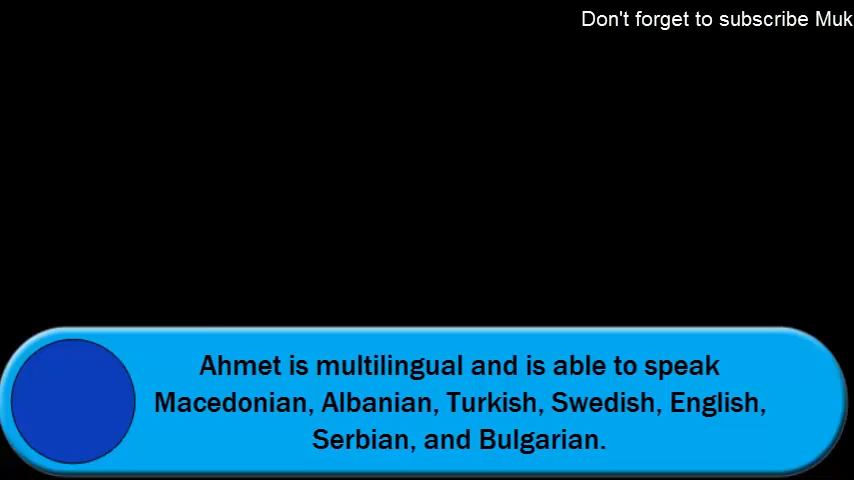 Don't forget to subscribe Muk
Ahmet is multilingual and is able to speak
Macedonian, Albanian, Turkish, Swedish, English,
Serbian, and Bulgarian.